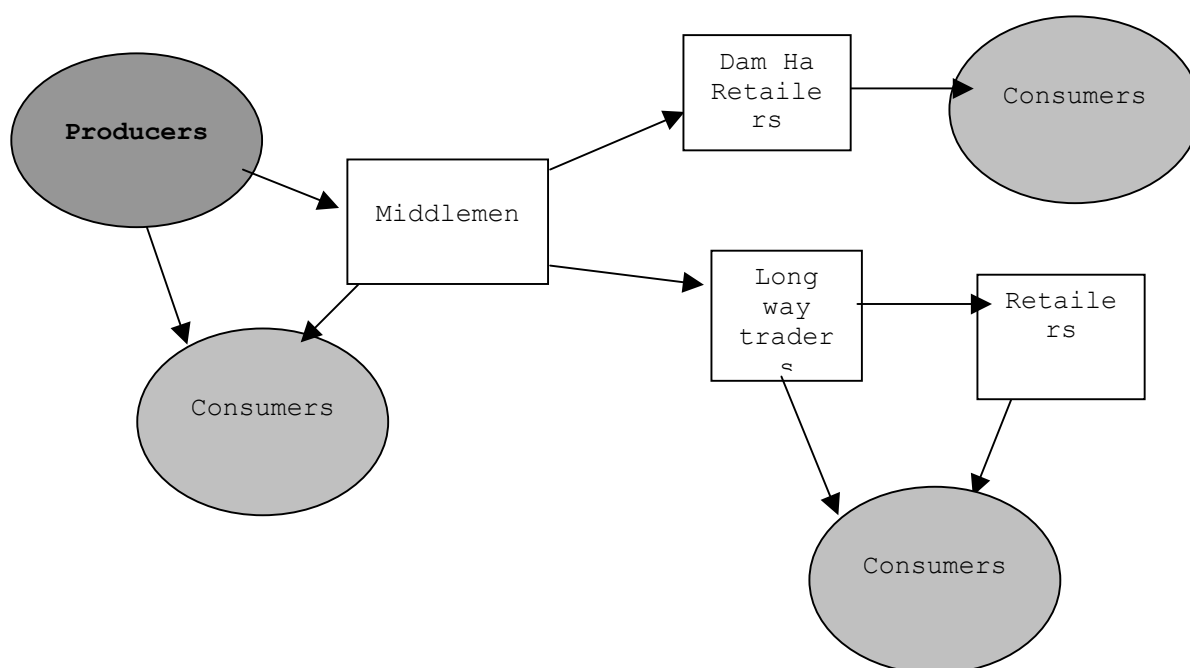 Dam Ha
Retaile
rs
Consumers
Producers
Middlemen
Long
way
trader
s
Retaile
rs
Consumers
Consumers